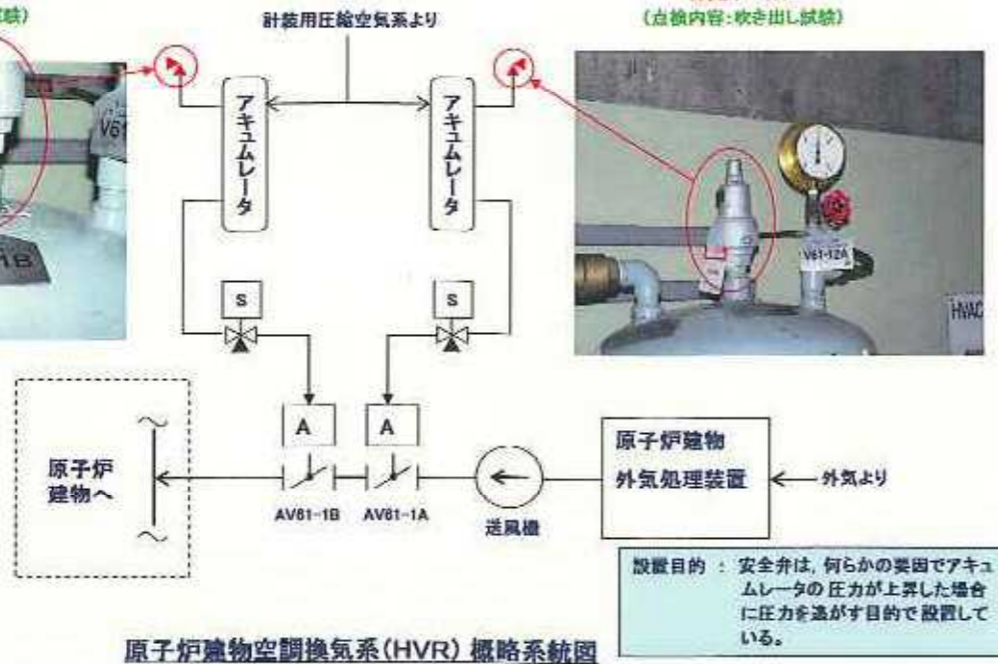 試験)
計装用圧縮空気系より
(点検内容:吹き出し試験)
アキュムレータ
アキュムレータ
V61
1B
V61-12A
HVAC
S
S
A
A
原子炉
建物へ
AV61-1B
AV61-1A
送風機
原子炉建物
外気処理装置
外気より
設置目的 : 安全弁は、何らかの要因でアキュ
ムレータの圧力が上昇した場合
に圧力を逃がす目的で設置して
いる。
原子炉建物空調換気系(HVR) 概略系統図